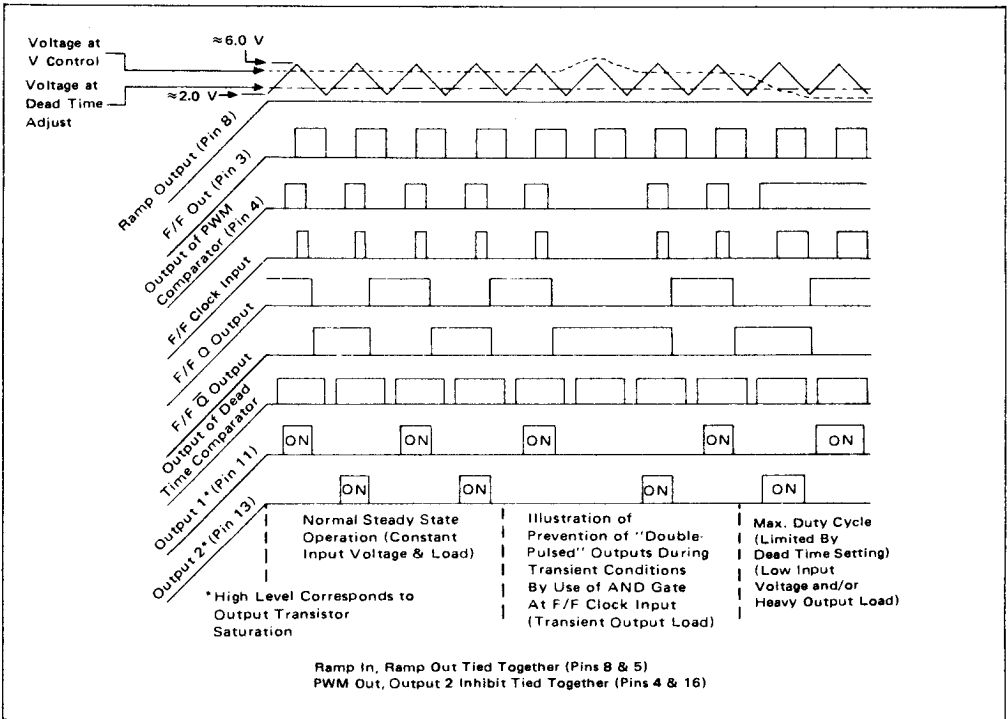 Voltage at
V Control
≈6.0 V
Voltage at
Dead Time
Adjust
≈2.0 V
Ramp Output (Pin 8)
F/F Out (Pin 3)
Output of PWM
Comparator (Pin 4)
F/F Clock Input
F/F Q Output
F/F Q̅ Output
Output of Dead
Time Comparator
Output 1* (Pin 11)
ON ON ON ON ON
Output 2* (Pin 13)
ON ON ON ON
Normal Steady State
Operation (Constant
Input Voltage & Load)
Illustration of
Prevention of "Double-
Pulsed" Outputs During
Transient Conditions
By Use of AND Gate
At F/F Clock Input
(Transient Output Load)
Max. Duty Cycle
(Limited By
Dead Time Setting)
(Low Input
Voltage and/or
Heavy Output Load)
*High Level Corresponds to
Output Transistor
Saturation
Ramp In, Ramp Out Tied Together (Pins 8 & 5)
PWM Out, Output 2 Inhibit Tied Together (Pins 4 & 16)